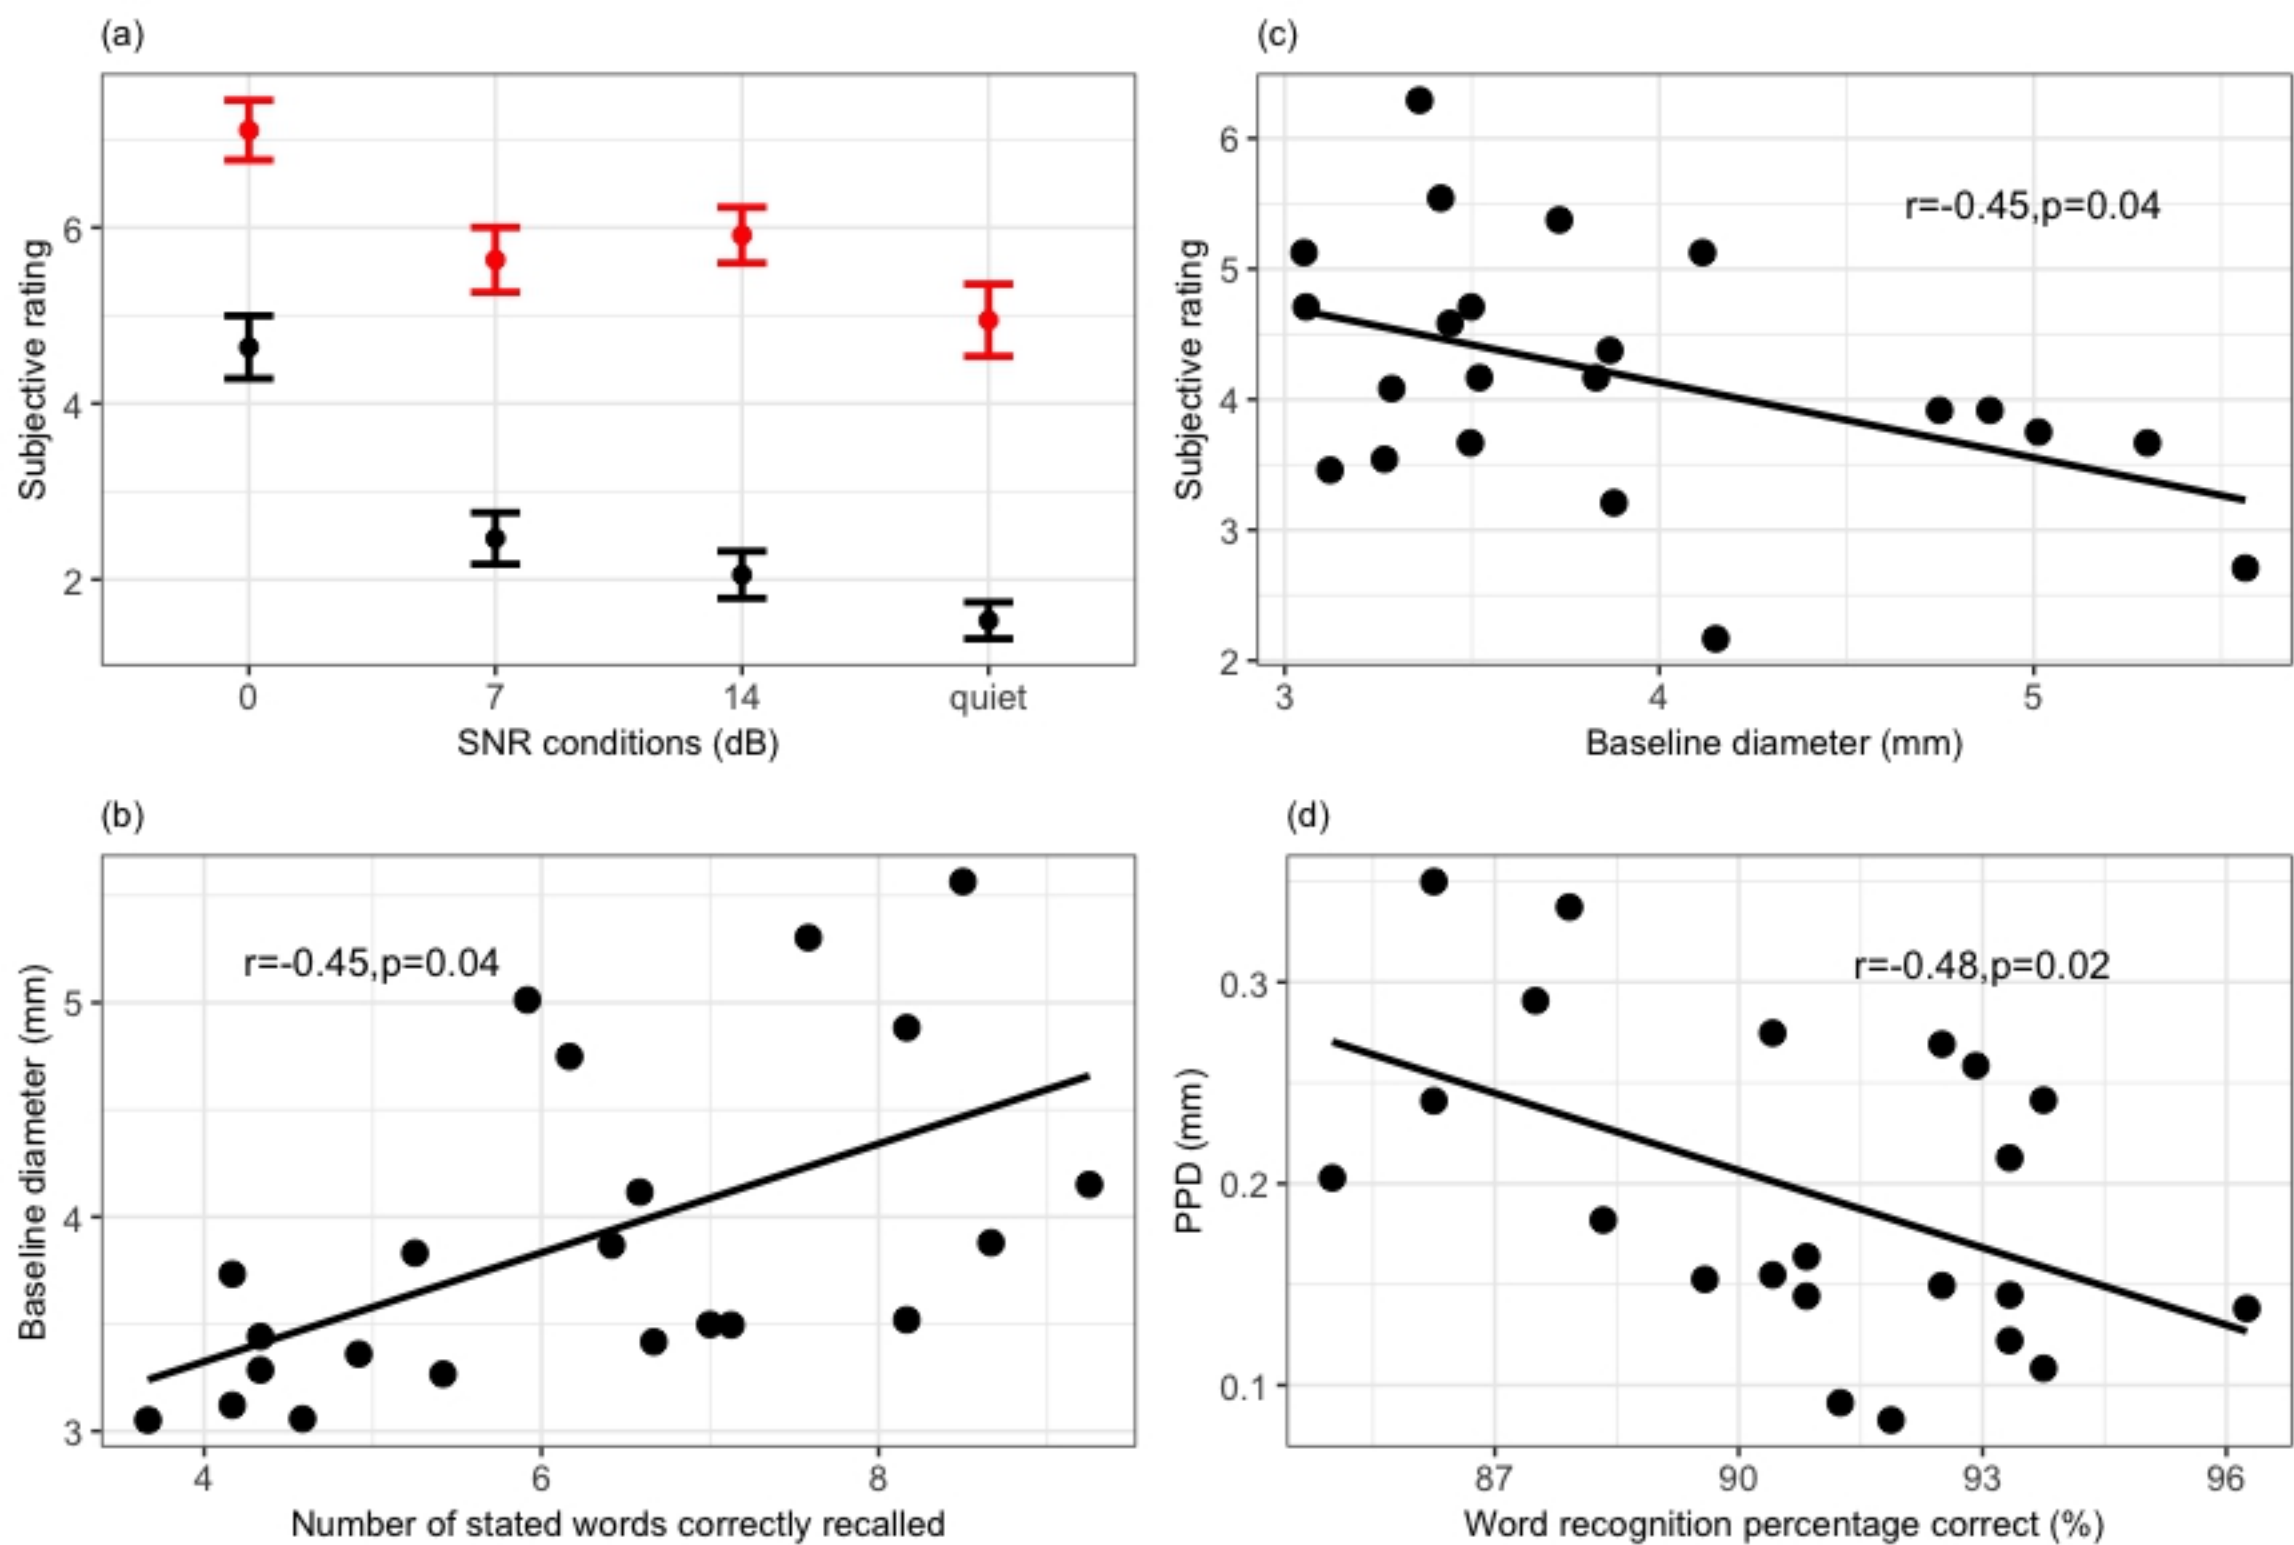 (a)
Subjective rating
6
4
2
0 7 14 quiet
SNR conditions (dB)
(c)
Subjective rating
6
5
4
3
2
r=-0.45,p=0.04
3 4 5
Baseline diameter (mm)
(b)
Baseline diameter (mm)
5
4
3
r=-0.45,p=0.04
4 6 8
Number of stated words correctly recalled
(d)
PPD (mm)
0.3
0.2
0.1
r=-0.48,p=0.02
87 90 93 96
Word recognition percentage correct (%)